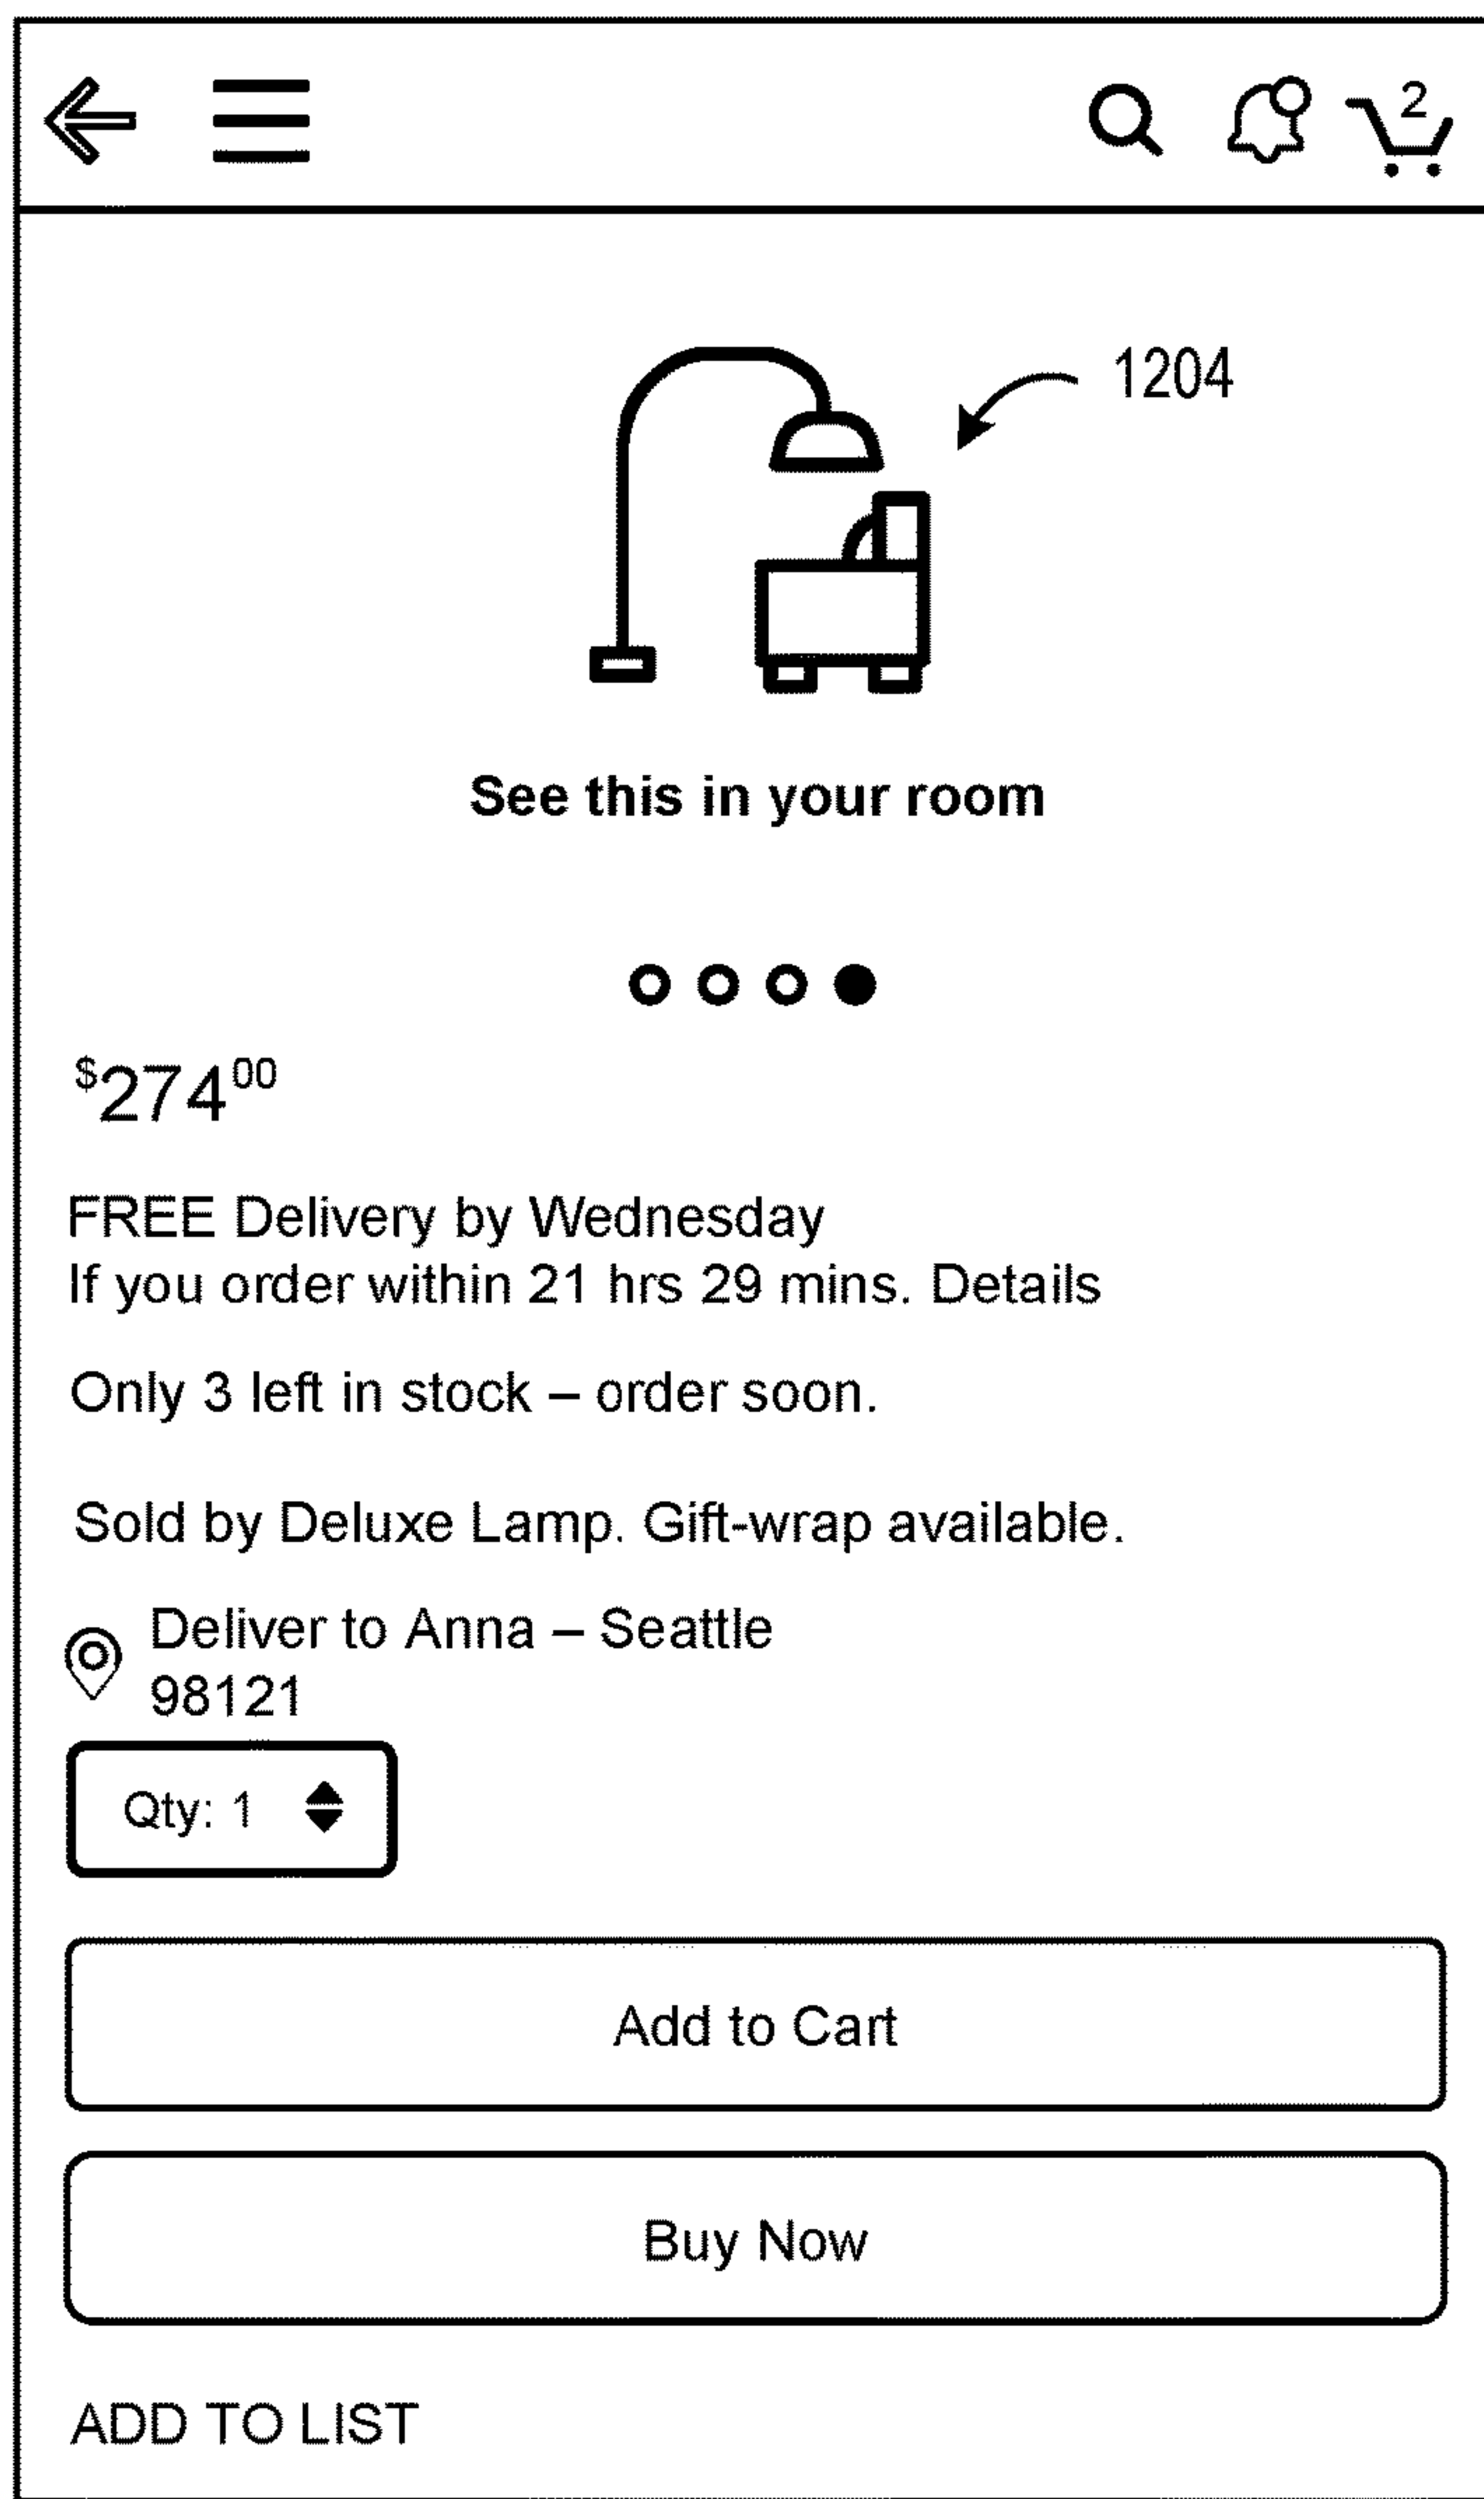 2
1204
See this in your room
$27400
FREE Delivery by Wednesday
If you order within 21 hrs 29 mins. Details
Only 3 left in stock – order soon.
Sold by Deluxe Lamp. Gift-wrap available.
Deliver to Anna – Seattle
98121
Qty: 1
Add to Cart
Buy Now
ADD TO LIST